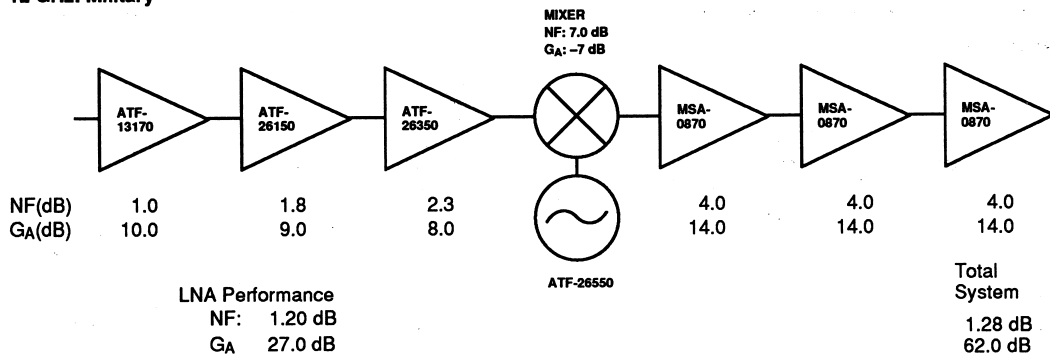 12 GHz: Military
MIXER
NF: 7.0 dB
GA: –7 dB
ATF-
13170
ATF-
26150
ATF-
26350
MSA-
0870
MSA-
0870
MSA-
0870
NF(dB) 1.0 1.8 2.3 4.0 4.0 4.0
GA(dB) 10.0 9.0 8.0 14.0 14.0 14.0
ATF-26550
LNA Performance
NF: 1.20 dB
GA 27.0 dB
Total
System
1.28 dB
62.0 dB